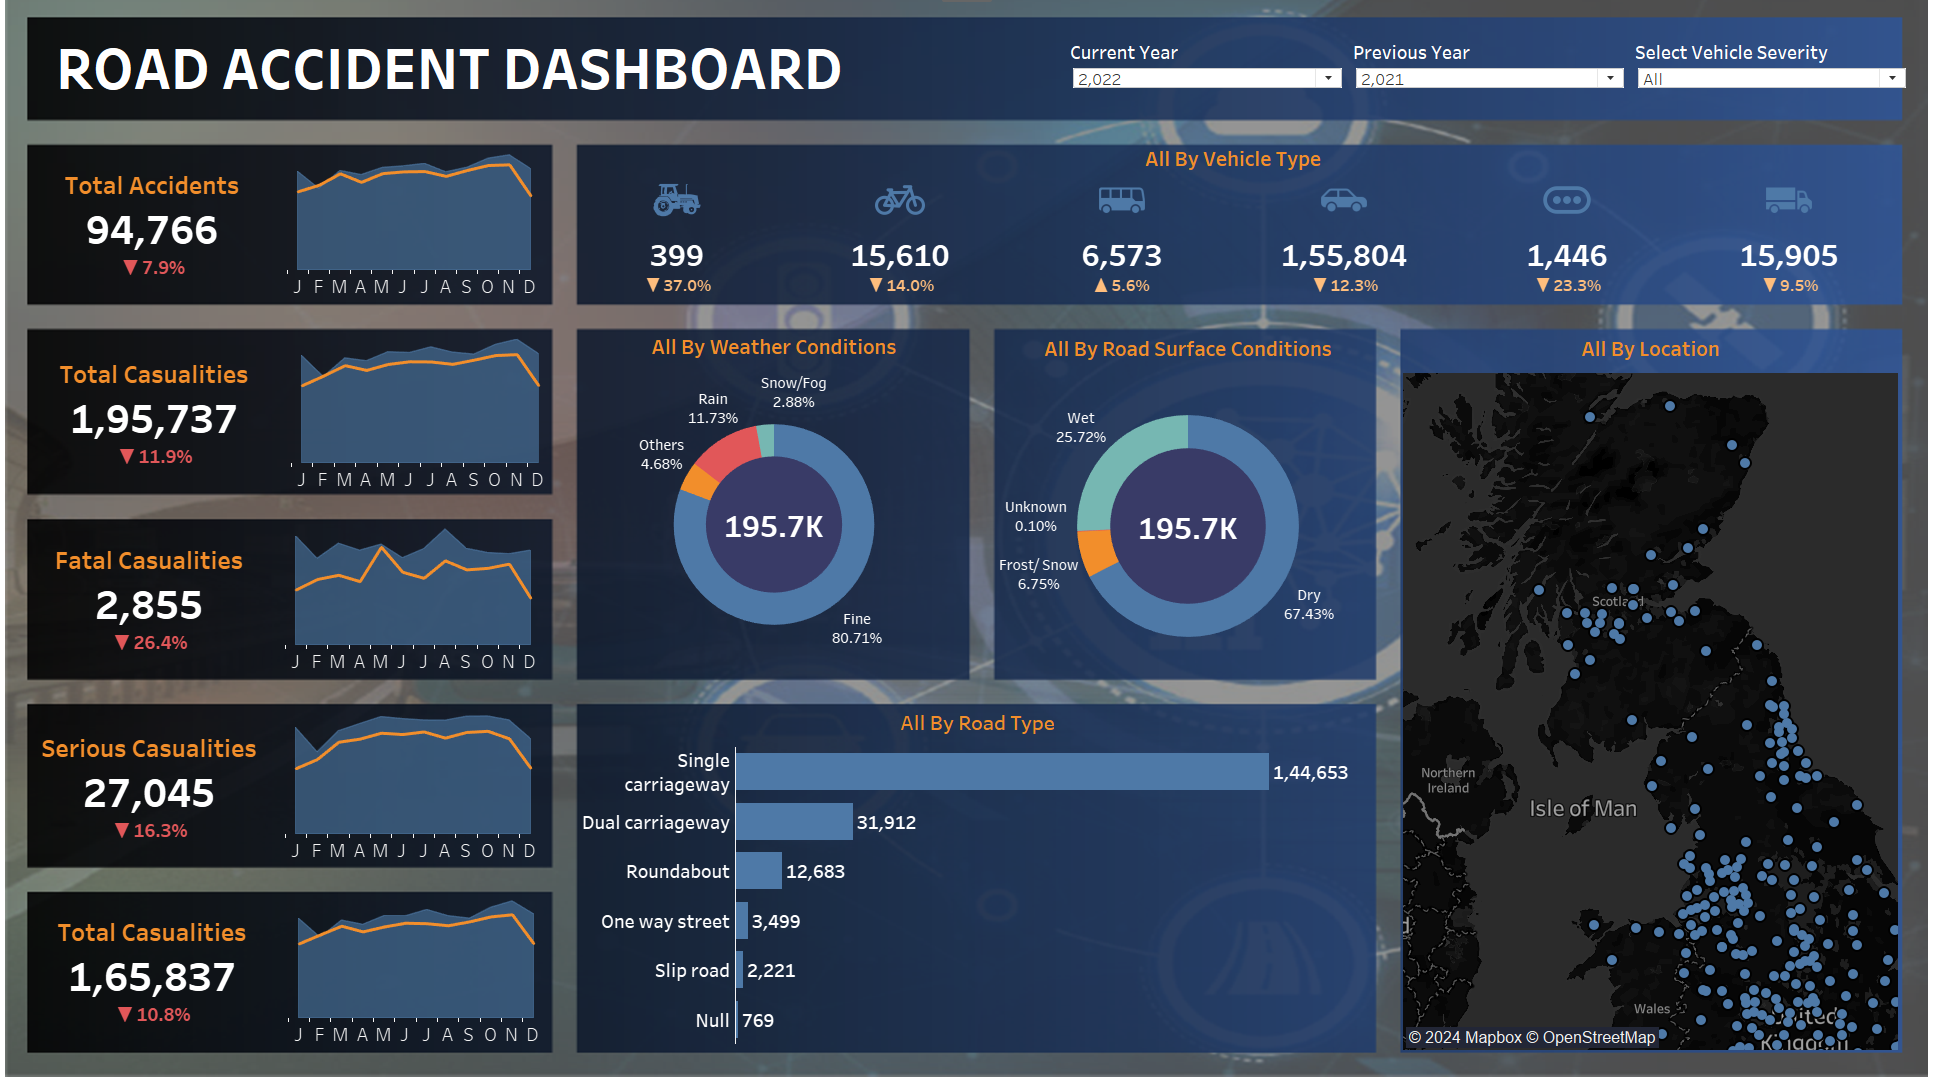 ROAD ACCIDENT DASHBOARD
Current Year
2,022
Previous Year
2,021
Select Vehicle Severity
All
Total Accidents
94,766
▼ 7.9%
J F M A M J J A S O N D
All By Vehicle Type
399
▼ 37.0%
15,610
▼ 14.0%
6,573
▲ 5.6%
1,55,804
▼ 12.3%
1,446
▼ 23.3%
15,905
▼ 9.5%
Total Casualities
1,95,737
▼ 11.9%
J F M A M J J A S O N D
All By Weather Conditions
Snow/Fog
2.88%
Rain
11.73%
Others
4.68%
195.7K
Fine
80.71%
All By Road Surface Conditions
Wet
25.72%
Unknown
0.10%
Frost/ Snow
6.75%
195.7K
Dry
67.43%
All By Location
Scotland
Northern
Ireland
Isle of Man
Wales
United
Kingdom
© 2024 Mapbox © OpenStreetMap
Fatal Casualities
2,855
▼ 26.4%
J F M A M J J A S O N D
Serious Casualities
27,045
▼ 16.3%
J F M A M J J A S O N D
Total Casualities
1,65,837
▼ 10.8%
J F M A M J J A S O N D
All By Road Type
Single
carriageway
1,44,653
Dual carriageway
31,912
Roundabout
12,683
One way street
3,499
Slip road
2,221
Null
769